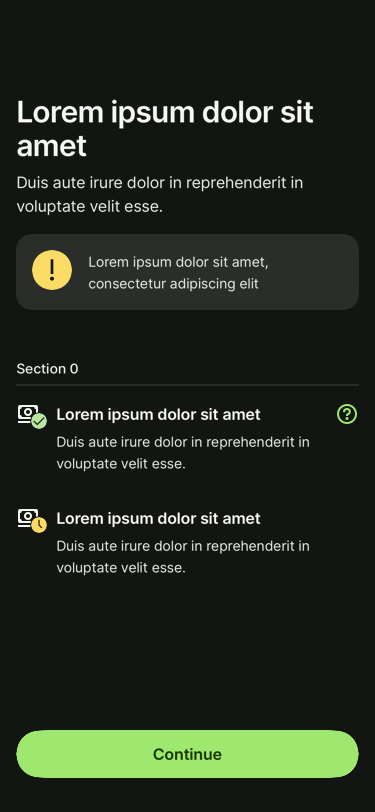 Lorem ipsum dolor sit
amet
Duis aute irure dolor in reprehenderit in
voluptate velit esse.
Lorem ipsum dolor sit amet,
consectetur adipiscing elit
Section 0
Lorem ipsum dolor sit amet
Duis aute irure dolor in reprehenderit in
voluptate velit esse.
Lorem ipsum dolor sit amet
Duis aute irure dolor in reprehenderit in
voluptate velit esse.
Continue